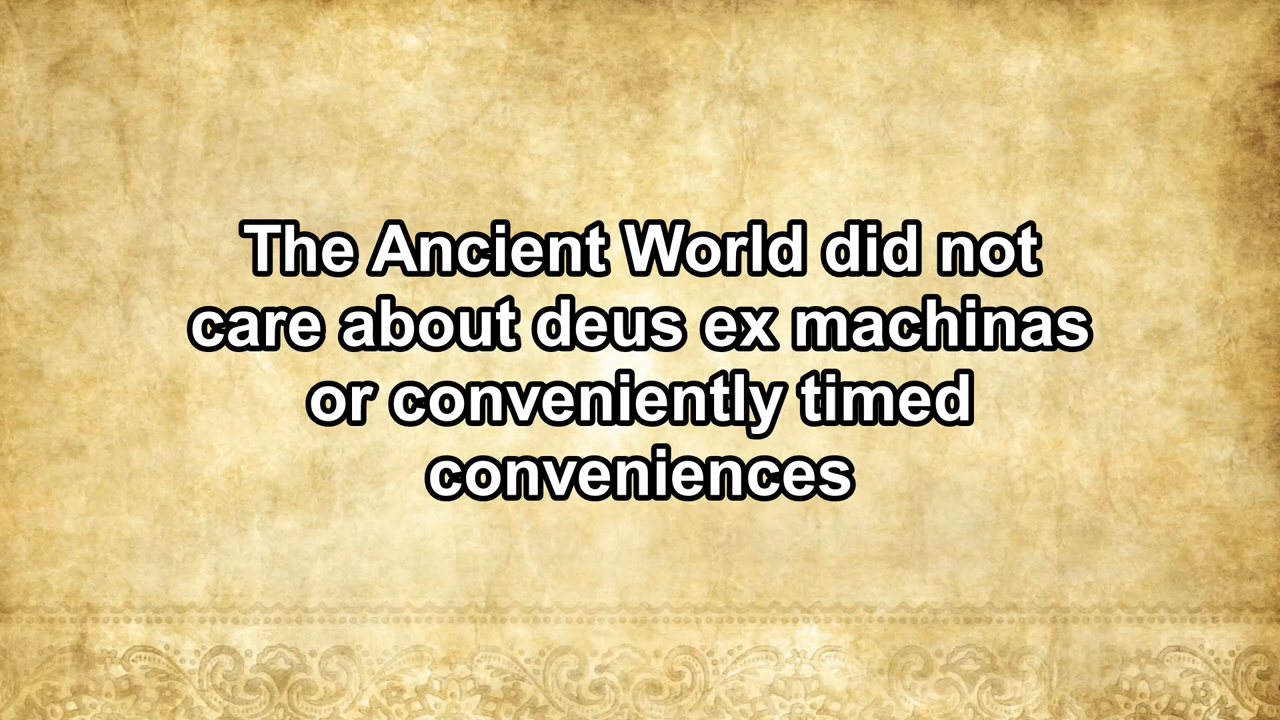 The Ancient World did not
care about deus ex machinas
or conveniently timed
conveniences